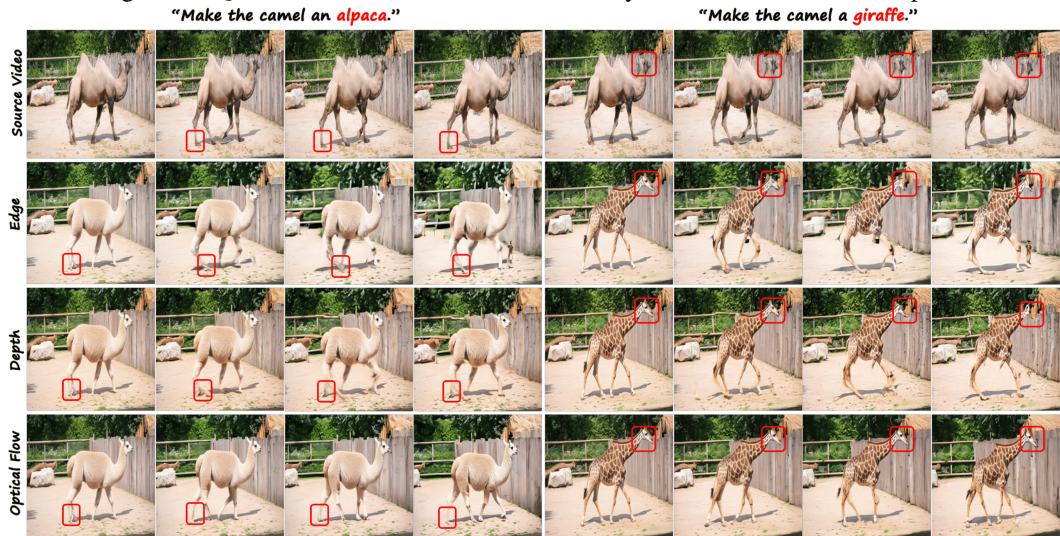 “Make the camel an alpaca.”
“Make the camel a giraffe.”
Source Video
Edge
Depth
Optical Flow